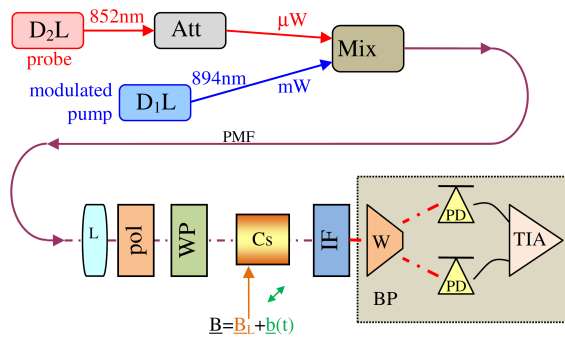 D₂L
852nm
Att
μW
Mix
probe
modulated
pump
D₁L
894nm
mW
PMF
L
pol
WP
Cs
IF
W
PD
PD
TIA
BP
B=B_L+b(t)